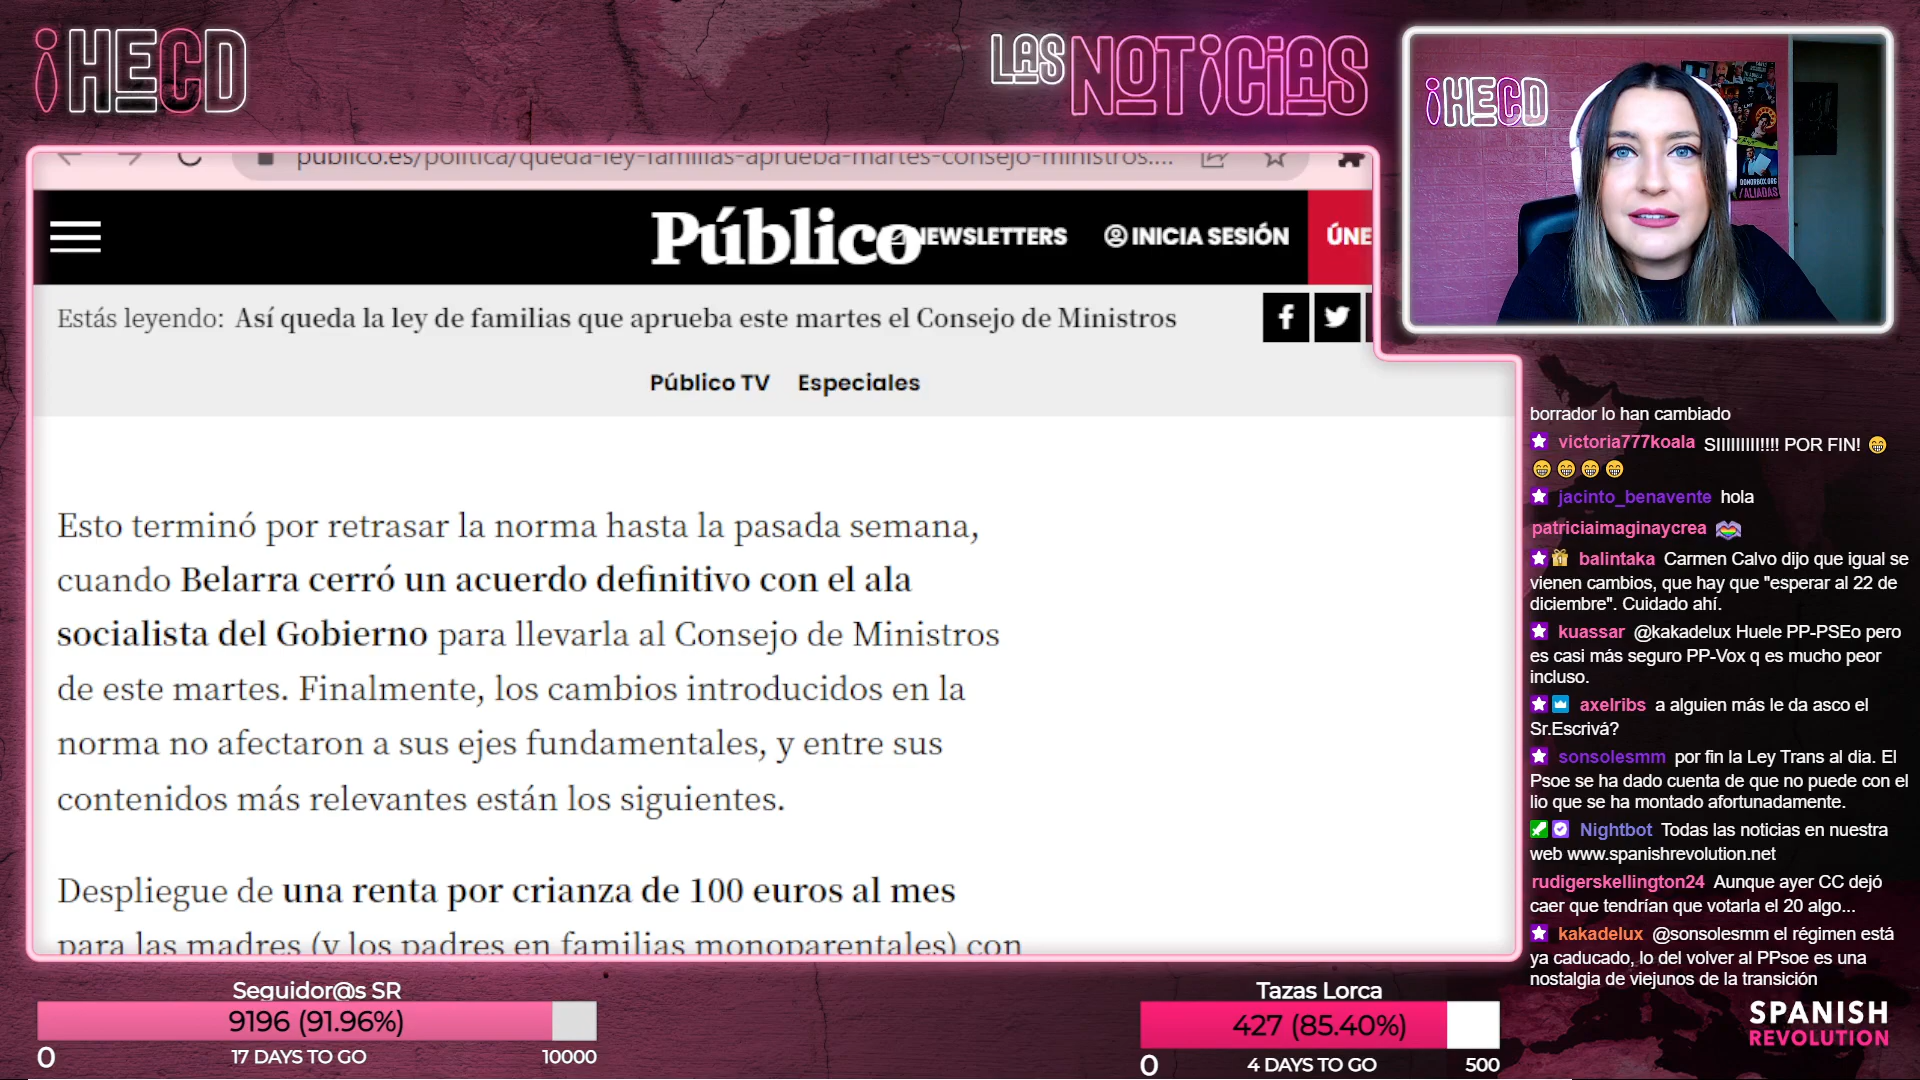 ¡HECD
LAS NOTICIAS
¡HECD
DONORBOX.ORG
/ALIADAS
publico.es/politica/queda-ley-familias-aprueba-martes-consejo-ministros....
Público
NEWSLETTERS
INICIA SESIÓN
ÚNE
Estás leyendo: Así queda la ley de familias que aprueba este martes el Consejo de Ministros
Público TV Especiales
Esto terminó por retrasar la norma hasta la pasada semana,
cuando Belarra cerró un acuerdo definitivo con el ala
socialista del Gobierno para llevarla al Consejo de Ministros
de este martes. Finalmente, los cambios introducidos en la
norma no afectaron a sus ejes fundamentales, y entre sus
contenidos más relevantes están los siguientes.
Despliegue de una renta por crianza de 100 euros al mes
para las madres (y los padres en familias monoparentales) con
borrador lo han cambiado
victoria777koala SIIIIIIIII!!!! POR FIN! 😁
😁 😁 😁 😁
jacinto_benavente hola
patriciaimaginaycrea
balintaka Carmen Calvo dijo que igual se
vienen cambios, que hay que "esperar al 22 de
diciembre". Cuidado ahí.
kuassar @kakadelux Huele PP-PSEo pero
es casi más seguro PP-Vox q es mucho peor
incluso.
axelribs a alguien más le da asco el
Sr.Escrivá?
sonsolesmm por fin la Ley Trans al dia. El
Psoe se ha dado cuenta de que no puede con el
lio que se ha montado afortunadamente.
Nightbot Todas las noticias en nuestra
web www.spanishrevolution.net
rudigerskellington24 Aunque ayer CC dejó
caer que tendrían que votarla el 20 algo...
kakadelux @sonsolesmm el régimen está
ya caducado, lo del volver al PPsoe es una
nostalgia de viejunos de la transición
Seguidor@s SR
9196 (91.96%)
0 17 DAYS TO GO 10000
Tazas Lorca
427 (85.40%)
0 4 DAYS TO GO 500
SPANISH
REVOLUTION